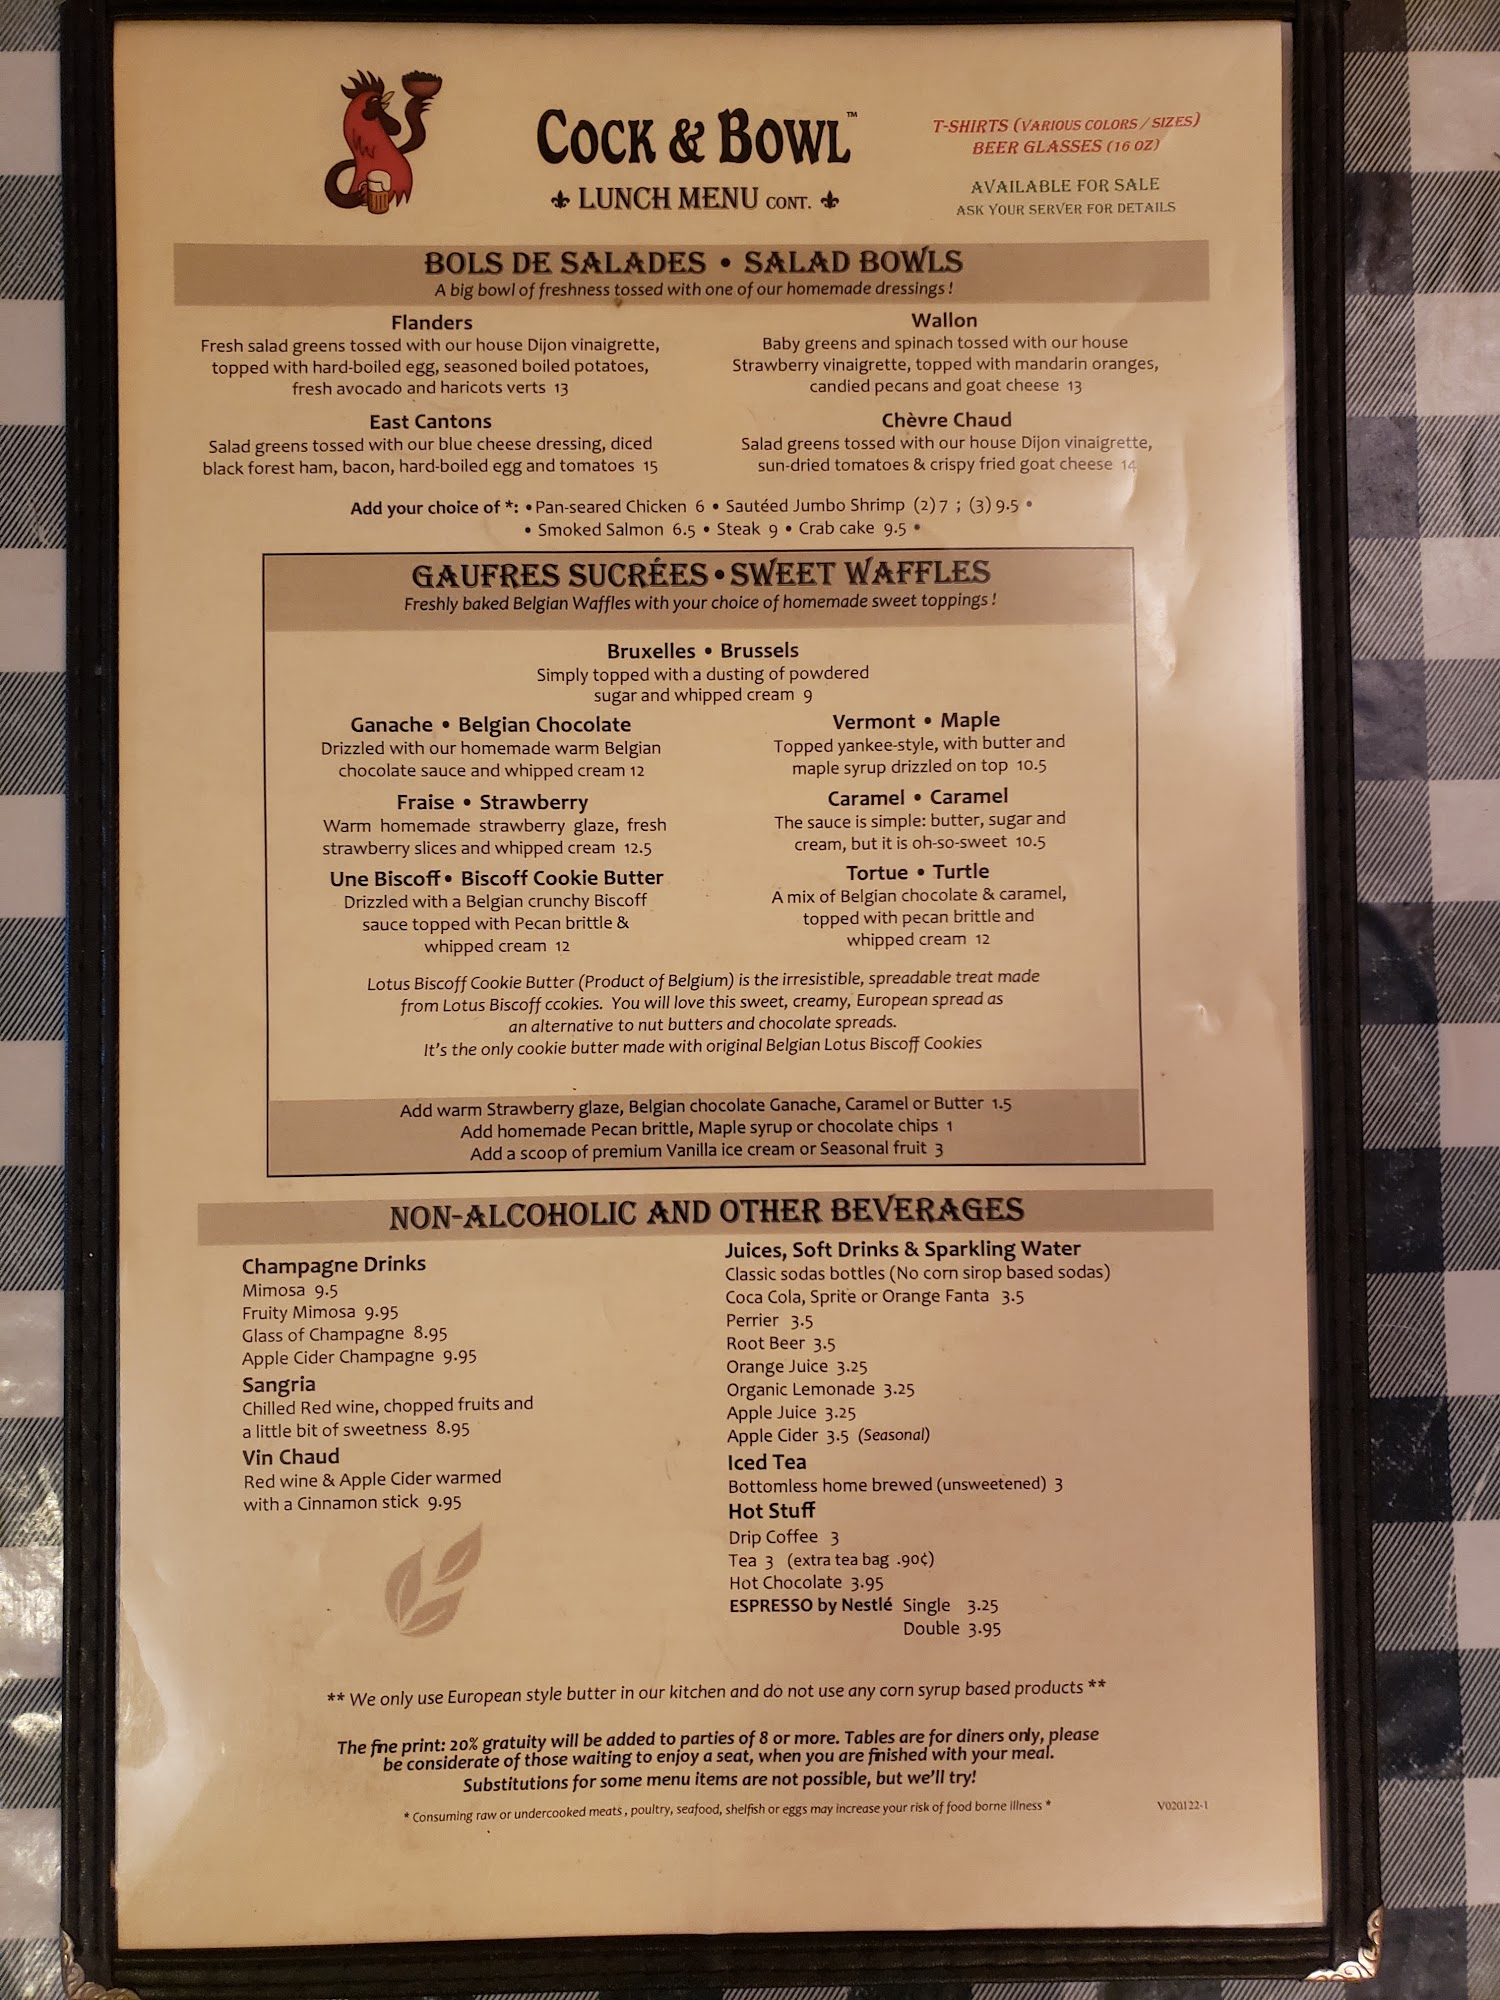 COCK & BOWL™
LUNCH MENU CONT.
T-SHIRTS (VARIOUS COLORS / SIZES)
BEER GLASSES (16 OZ)
AVAILABLE FOR SALE
ASK YOUR SERVER FOR DETAILS
BOLS DE SALADES • SALAD BOWLS
A big bowl of freshness tossed with one of our homemade dressings !
Flanders
Fresh salad greens tossed with our house Dijon vinaigrette,
topped with hard-boiled egg, seasoned boiled potatoes,
fresh avocado and haricots verts 13
Wallon
Baby greens and spinach tossed with our house
Strawberry vinaigrette, topped with mandarin oranges,
candied pecans and goat cheese 13
East Cantons
Salad greens tossed with our blue cheese dressing, diced
black forest ham, bacon, hard-boiled egg and tomatoes 15
Chèvre Chaud
Salad greens tossed with our house Dijon vinaigrette,
sun-dried tomatoes & crispy fried goat cheese 14
Add your choice of *: • Pan-seared Chicken 6 • Sautéed Jumbo Shrimp (2) 7 ; (3) 9.5 •
• Smoked Salmon 6.5 • Steak 9 • Crab cake 9.5 •
GAUFRES SUCRÉES • SWEET WAFFLES
Freshly baked Belgian Waffles with your choice of homemade sweet toppings !
Bruxelles • Brussels
Simply topped with a dusting of powdered
sugar and whipped cream 9
Ganache • Belgian Chocolate
Drizzled with our homemade warm Belgian
chocolate sauce and whipped cream 12
Vermont • Maple
Topped yankee-style, with butter and
maple syrup drizzled on top 10.5
Fraise • Strawberry
Warm homemade strawberry glaze, fresh
strawberry slices and whipped cream 12.5
Caramel • Caramel
The sauce is simple: butter, sugar and
cream, but it is oh-so-sweet 10.5
Une Biscoff • Biscoff Cookie Butter
Drizzled with a Belgian crunchy Biscoff
sauce topped with Pecan brittle &
whipped cream 12
Tortue • Turtle
A mix of Belgian chocolate & caramel,
topped with pecan brittle and
whipped cream 12
Lotus Biscoff Cookie Butter (Product of Belgium) is the irresistible, spreadable treat made
from Lotus Biscoff ccokies. You will love this sweet, creamy, European spread as
an alternative to nut butters and chocolate spreads.
It's the only cookie butter made with original Belgian Lotus Biscoff Cookies
Add warm Strawberry glaze, Belgian chocolate Ganache, Caramel or Butter 1.5
Add homemade Pecan brittle, Maple syrup or chocolate chips 1
Add a scoop of premium Vanilla ice cream or Seasonal fruit 3
NON-ALCOHOLIC AND OTHER BEVERAGES
Champagne Drinks
Mimosa 9.5
Fruity Mimosa 9.95
Glass of Champagne 8.95
Apple Cider Champagne 9.95
Sangria
Chilled Red wine, chopped fruits and
a little bit of sweetness 8.95
Vin Chaud
Red wine & Apple Cider warmed
with a Cinnamon stick 9.95
Juices, Soft Drinks & Sparkling Water
Classic sodas bottles (No corn sirop based sodas)
Coca Cola, Sprite or Orange Fanta 3.5
Perrier 3.5
Root Beer 3.5
Orange Juice 3.25
Organic Lemonade 3.25
Apple Juice 3.25
Apple Cider 3.5 (Seasonal)
Iced Tea
Bottomless home brewed (unsweetened) 3
Hot Stuff
Drip Coffee 3
Tea 3 (extra tea bag .90¢)
Hot Chocolate 3.95
ESPRESSO by Nestlé Single 3.25
Double 3.95
** We only use European style butter in our kitchen and do not use any corn syrup based products **
The fine print: 20% gratuity will be added to parties of 8 or more. Tables are for diners only, please
be considerate of those waiting to enjoy a seat, when you are finished with your meal.
Substitutions for some menu items are not possible, but we'll try!
* Consuming raw or undercooked meats, poultry, seafood, shelfish or eggs may increase your risk of food borne illness *
V020122-1